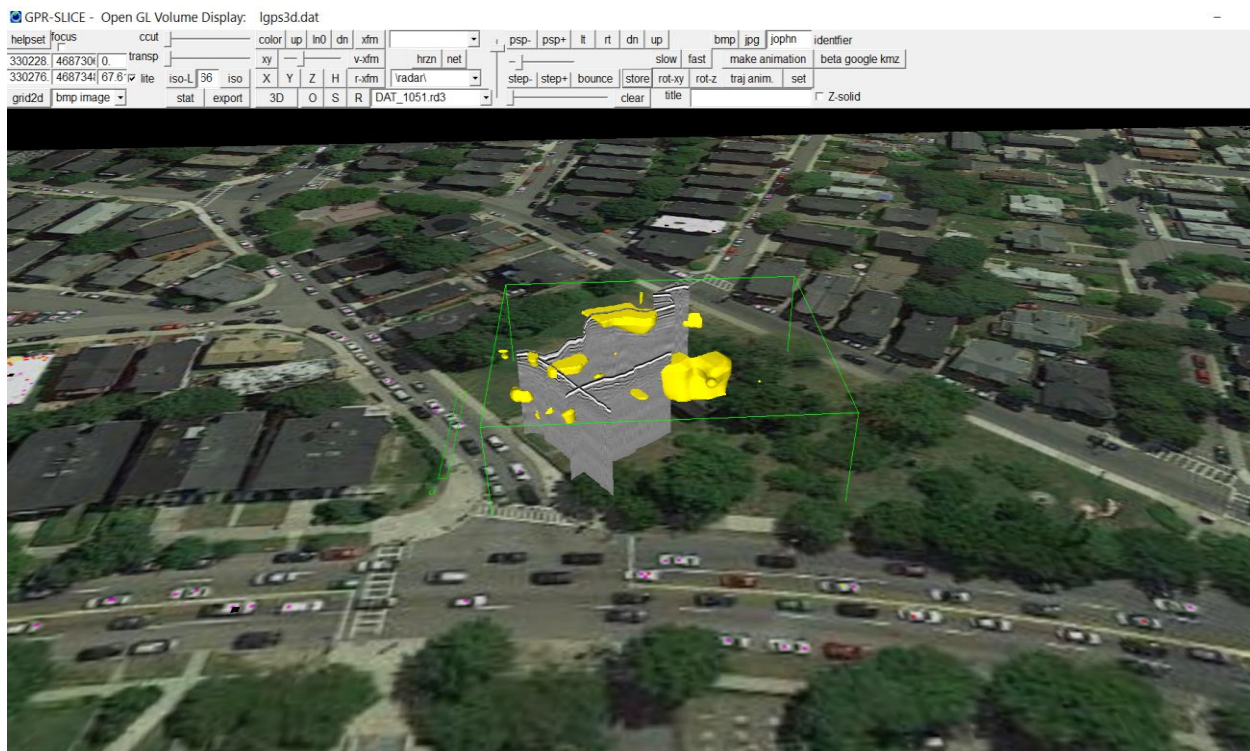 GPR-SLICE - Open GL Volume Display: lgps3d.dat
helpset focus ccut color up ln0 dn xfm psp- psp+ lt rt dn up bmp jpg jophn identfier
330228. 468730 0. transp xy v-xfm hrzn net slow fast make animation beta google kmz
330276. 468734 67.6 lite iso-L 36 iso X Y Z H r-xfm \radar\ step- step+ bounce store rot-xy rot-z traj anim. set
grid2d bmp image stat export 3D O S R DAT_1051.rd3 clear title Z-solid